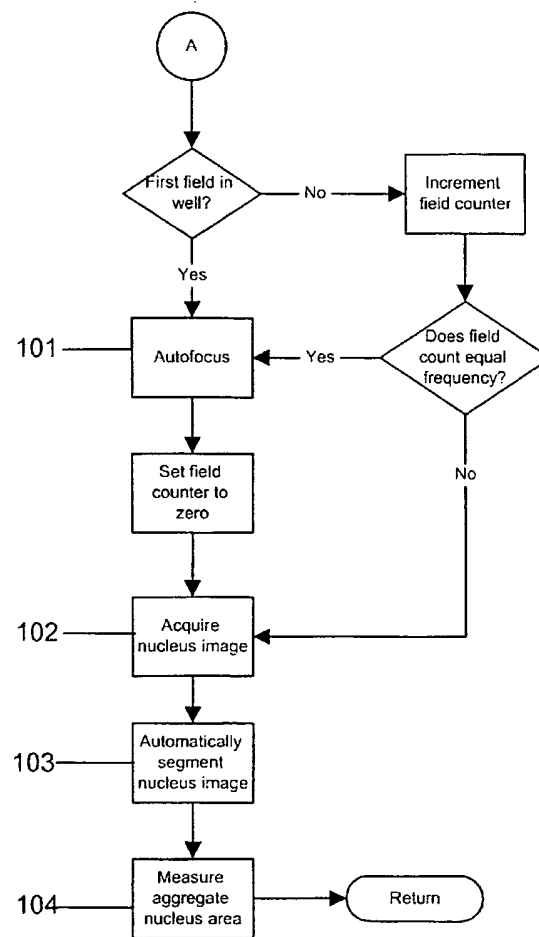 A
First field in
well?
No
Increment
field counter
Yes
Does field
count equal
frequency?
101
Autofocus
Yes
Set field
counter to
zero
No
102
Acquire
nucleus image
103
Automatically
segment
nucleus image
104
Measure
aggregate
nucleus area
Return